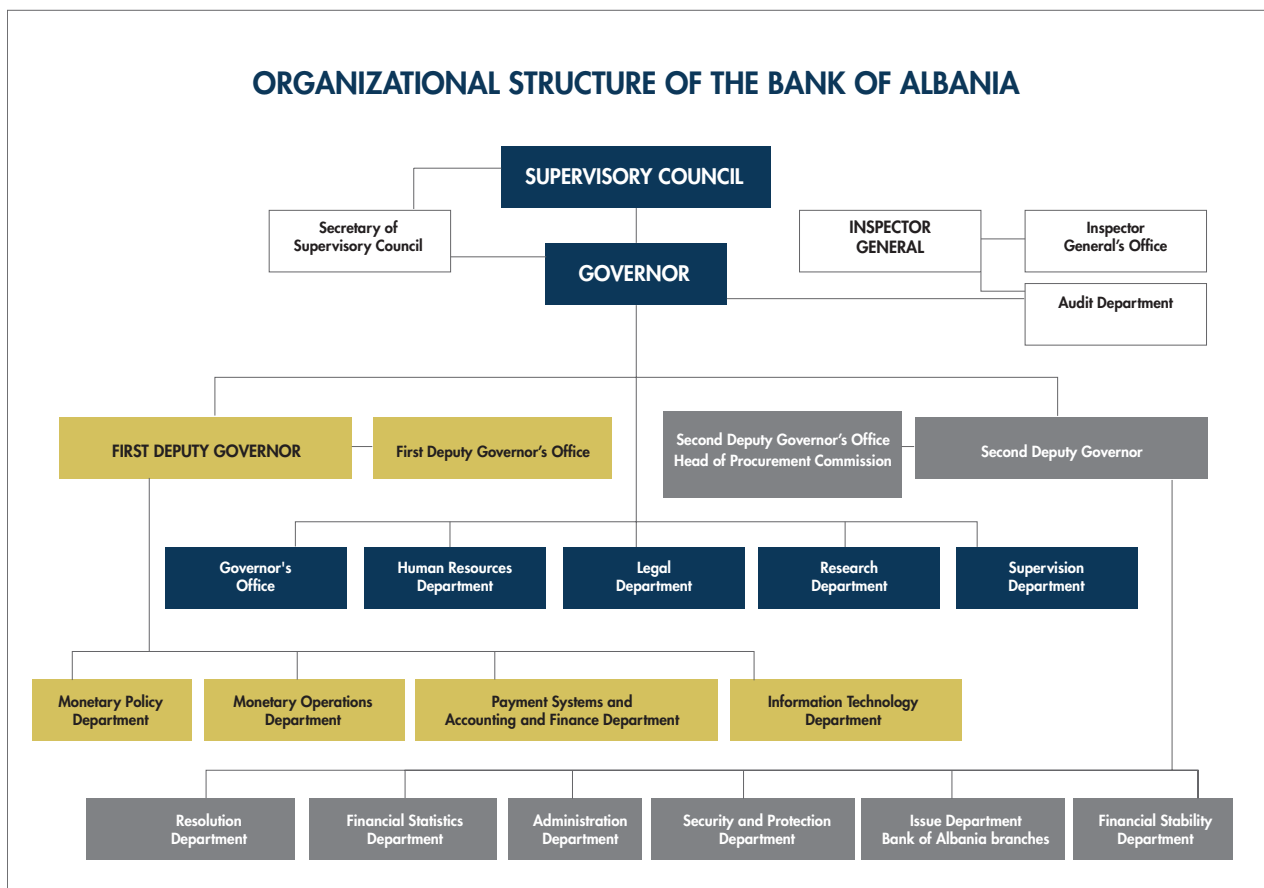 ORGANIZATIONAL STRUCTURE OF THE BANK OF ALBANIA
SUPERVISORY COUNCIL
Secretary of
Supervisory Council
INSPECTOR
GENERAL
Inspector
General's Office
GOVERNOR
Audit Department
FIRST DEPUTY GOVERNOR
First Deputy Governor's Office
Second Deputy Governor's Office
Head of Procurement Commission
Second Deputy Governor
Governor's
Office
Human Resources
Department
Legal
Department
Research
Department
Supervision
Department
Monetary Policy
Department
Monetary Operations
Department
Payment Systems and
Accounting and Finance Department
Information Technology
Department
Resolution
Department
Financial Statistics
Department
Administration
Department
Security and Protection
Department
Issue Department
Bank of Albania branches
Financial Stability
Department